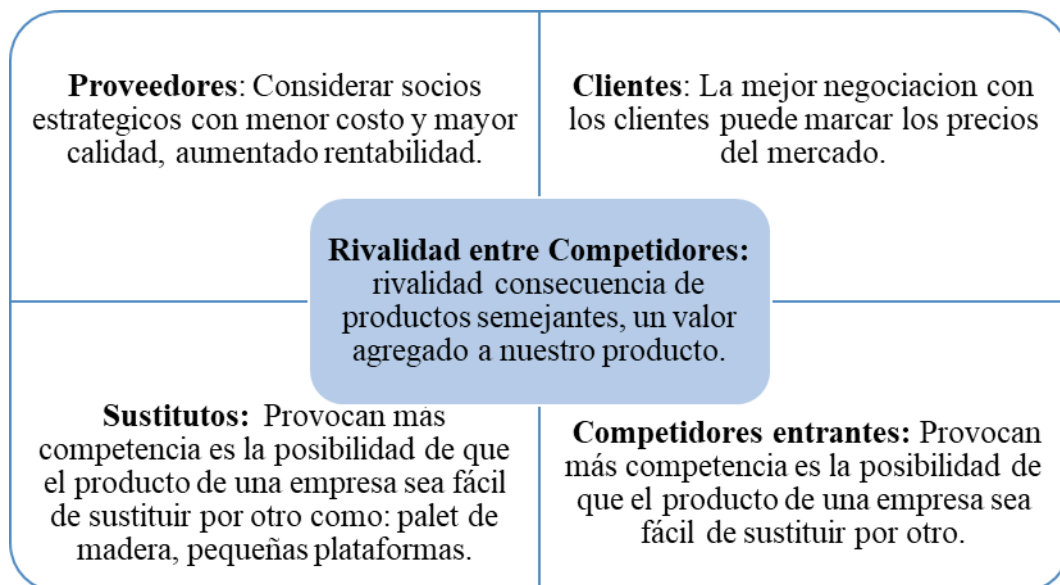 Proveedores: Considerar socios
estrategicos con menor costo y mayor
calidad, aumentado rentabilidad.
Clientes: La mejor negociacion con
los clientes puede marcar los precios
del mercado.
Rivalidad entre Competidores:
rivalidad consecuencia de
productos semejantes, un valor
agregado a nuestro producto.
Sustitutos: Provocan más
competencia es la posibilidad de que
el producto de una empresa sea fácil
de sustituir por otro como: palet de
madera, pequeñas plataformas.
Competidores entrantes: Provocan
más competencia es la posibilidad de
que el producto de una empresa sea
fácil de sustituir por otro.